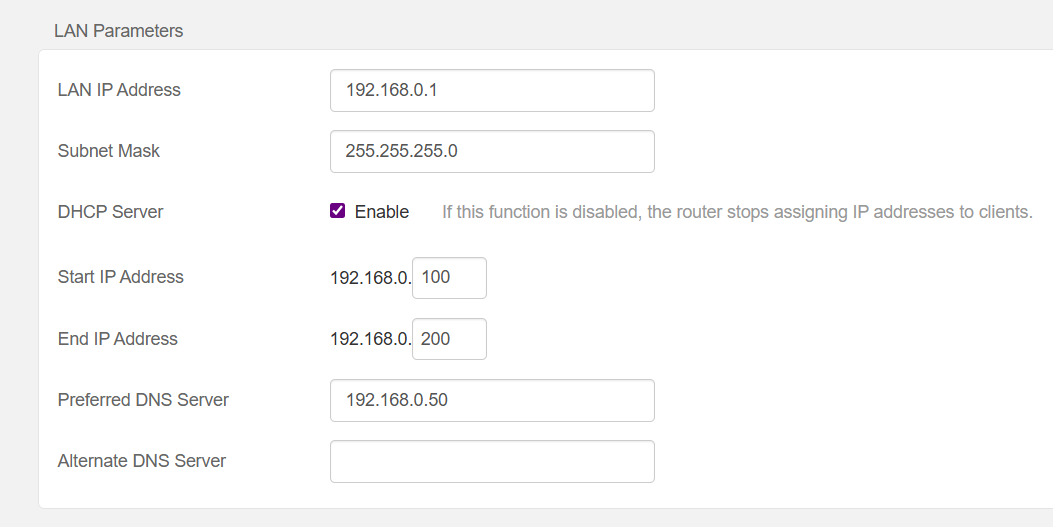 LAN Parameters
LAN IP Address 192.168.0.1
Subnet Mask 255.255.255.0
DHCP Server Enable If this function is disabled, the router stops assigning IP addresses to clients.
Start IP Address 192.168.0. 100
End IP Address 192.168.0. 200
Preferred DNS Server 192.168.0.50
Alternate DNS Server